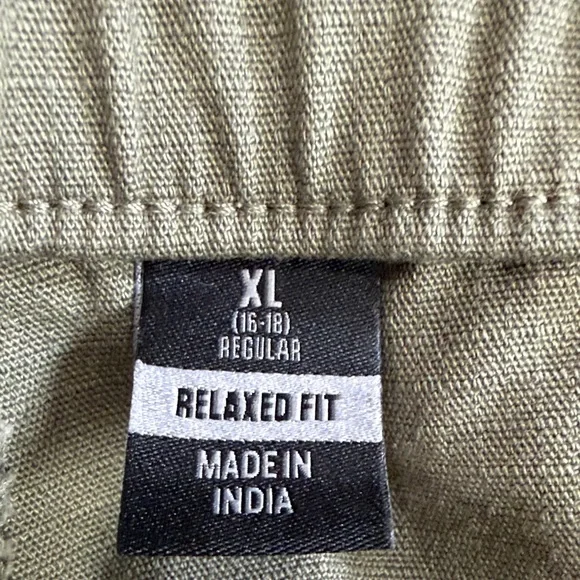 XL
(16-18)
REGULAR
RELAXED FIT
MADE IN
INDIA